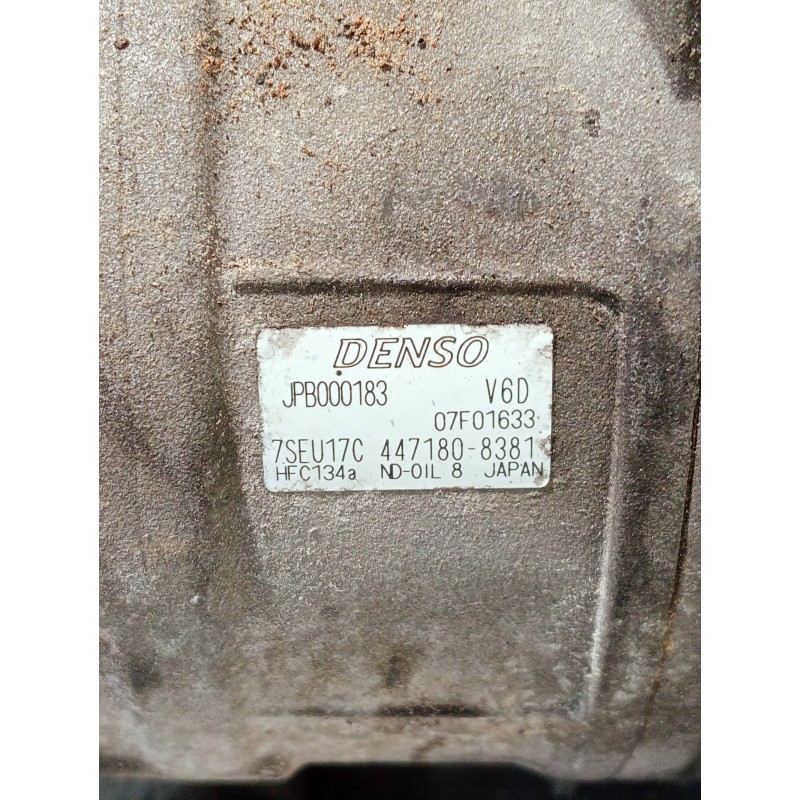 DENSO
JPB000183 V6D
07F01633
7SEU17C 447180-8381
HFC134a ND-OIL 8 JAPAN